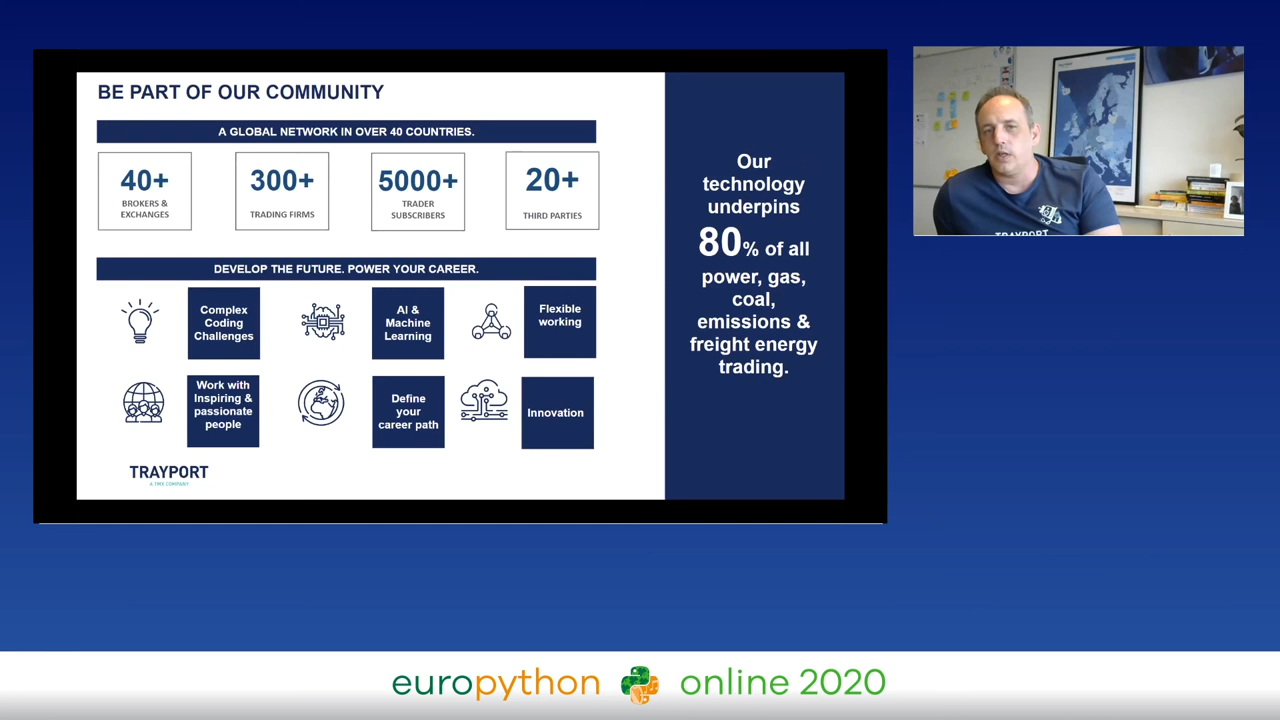 BE PART OF OUR COMMUNITY
A GLOBAL NETWORK IN OVER 40 COUNTRIES.
40+
BROKERS &
EXCHANGES
300+
TRADING FIRMS
5000+
TRADER
SUBSCRIBERS
20+
THIRD PARTIES
DEVELOP THE FUTURE. POWER YOUR CAREER.
Complex
Coding
Challenges
AI &
Machine
Learning
Flexible
working
Work with
Inspiring &
passionate
people
Define
your
career path
Innovation
TRAYPORT
A TMX COMPANY
Our
technology
underpins
80% of all
power, gas,
coal,
emissions &
freight energy
trading.
TRAYPORT
europython online 2020